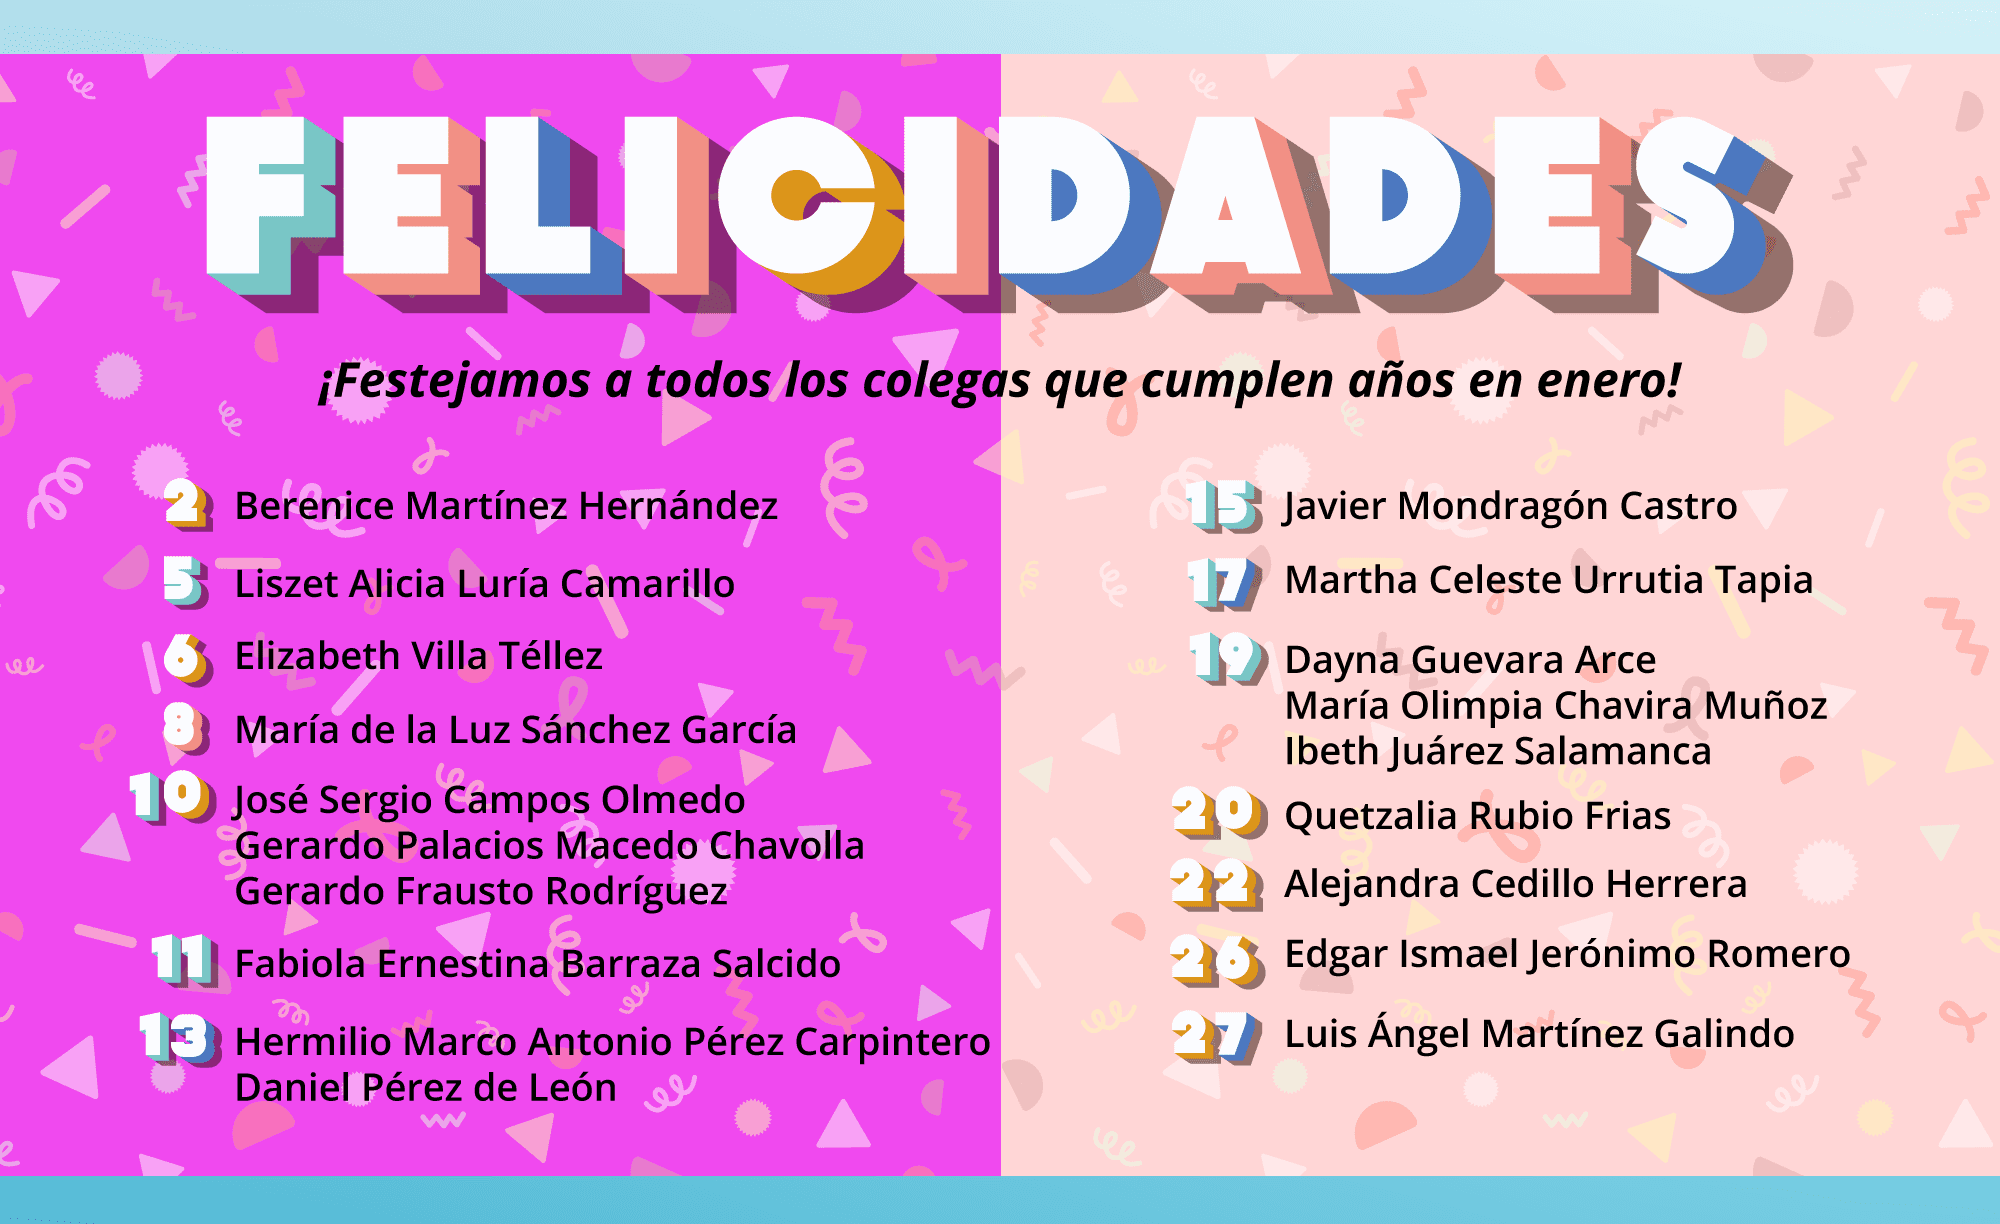 FELICIDADES
¡Festejamos a todos los colegas que cumplen años en enero!
2 Berenice Martínez Hernández
5 Liszet Alicia Luría Camarillo
6 Elizabeth Villa Téllez
8 María de la Luz Sánchez García
10 José Sergio Campos Olmedo
Gerardo Palacios Macedo Chavolla
Gerardo Frausto Rodríguez
11 Fabiola Ernestina Barraza Salcido
13 Hermilio Marco Antonio Pérez Carpintero
Daniel Pérez de León
15 Javier Mondragón Castro
17 Martha Celeste Urrutia Tapia
19 Dayna Guevara Arce
María Olimpia Chavira Muñoz
Ibeth Juárez Salamanca
20 Quetzalia Rubio Frias
22 Alejandra Cedillo Herrera
26 Edgar Ismael Jerónimo Romero
27 Luis Ángel Martínez Galindo